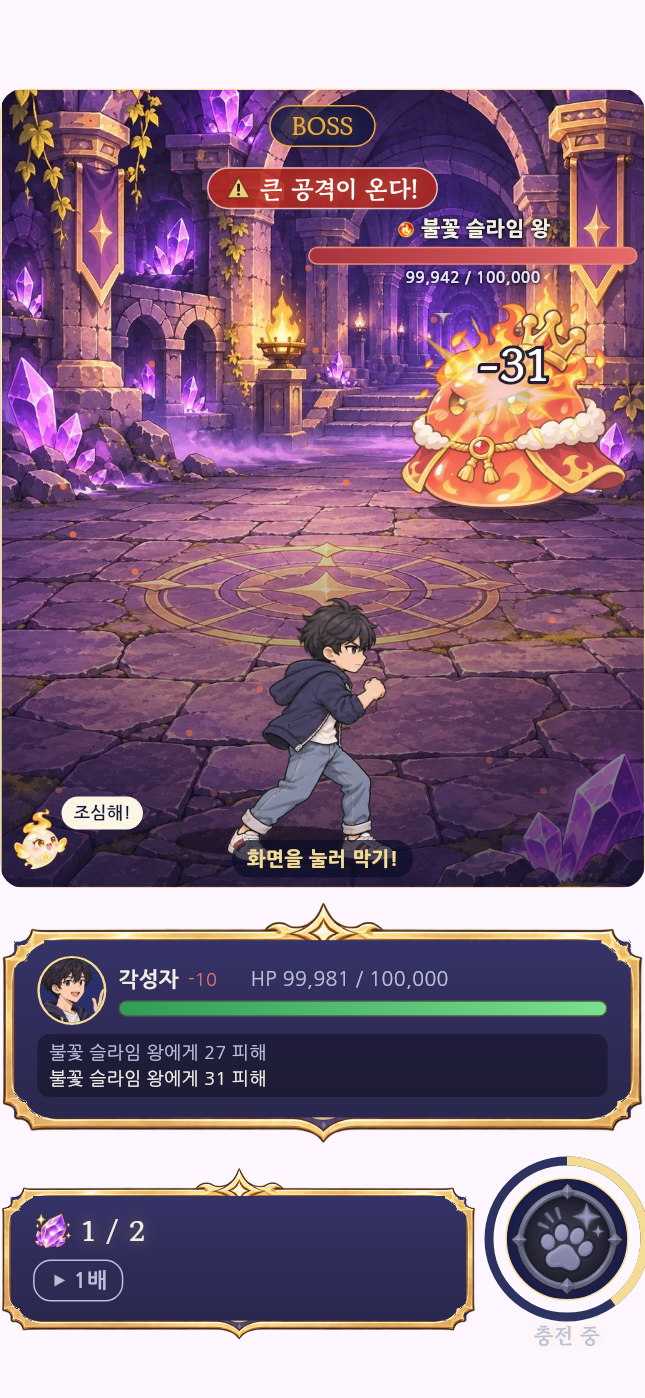 BOSS
⚠ 큰 공격이 온다!
불꽃 슬라임 왕
99,942 / 100,000
-31
조심해!
화면을 눌러 막기!
각성자 -10 HP 99,981 / 100,000
불꽃 슬라임 왕에게 27 피해
불꽃 슬라임 왕에게 31 피해
1 / 2
▶ 1배
충전 중